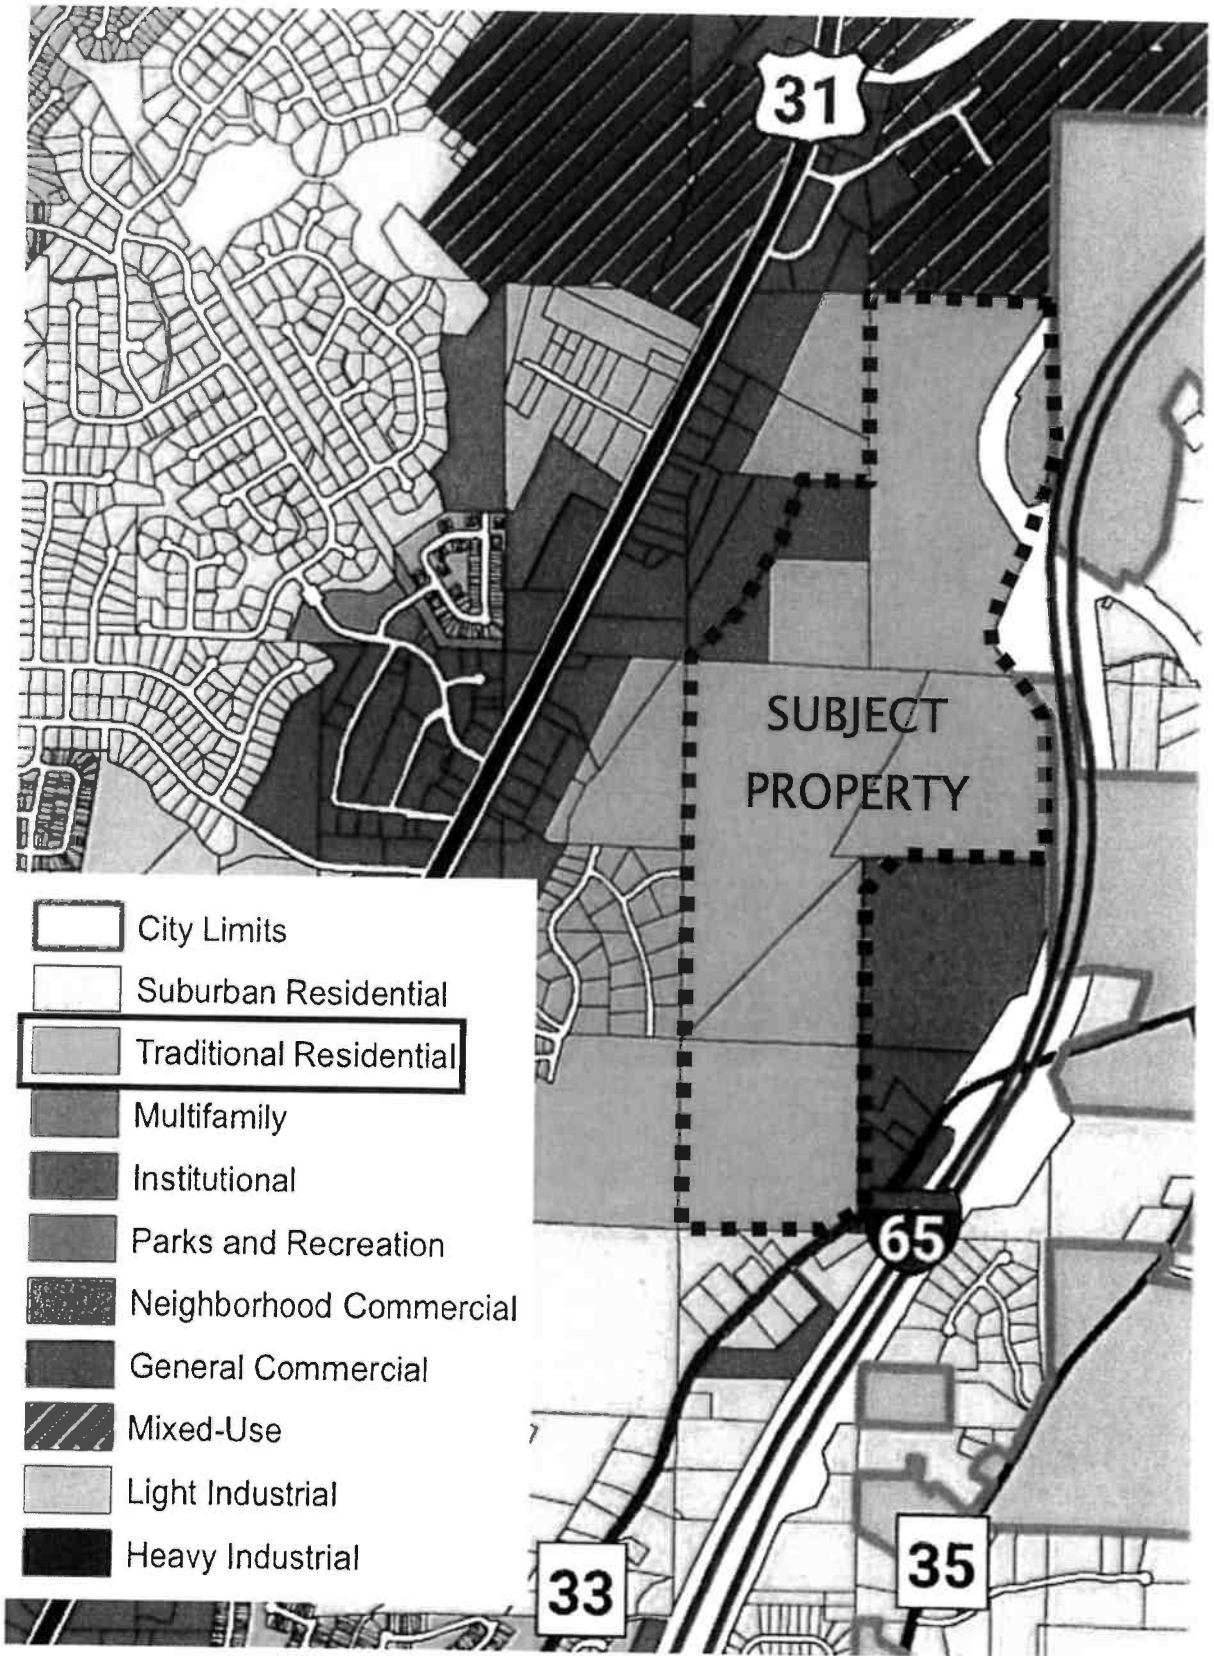 31
SUBJECT
PROPERTY
City Limits
Suburban Residential
Traditional Residential
Multifamily
Institutional
Parks and Recreation
Neighborhood Commercial
General Commercial
Mixed-Use
Light Industrial
Heavy Industrial
65
33
35